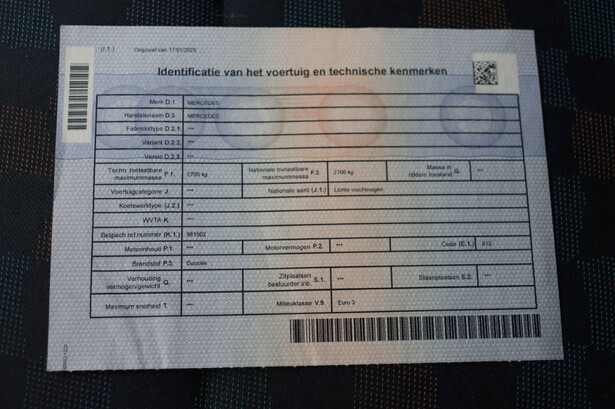 (I.1.) Origineel van 17/01/2025
Identificatie van het voertuig en technische kenmerken
Merk D.1. MERCEDES
Handelsnaam D.3. MERCEDES
Fabriekstype D.2.1. ***
Variant D.2.2. ***
Versie D.2.3. ***
Techn. toelaatbare maximummassa F.1. 2700 kg Nationale toelaatbare maximummassa F.2. 2700 kg Massa in rijklare toestand G. ***
Voertuigcategorie J. *** Nationale aard (J.1.) Lichte vrachtwagen
Koetswerktype (J.2.) ***
WVTA K. ***
Belgisch ref.nummer (K.1.) 981502
Motorinhoud P.1. *** Motorvermogen P.2. *** Code (E.1.) 613
Brandstof P.3. Gasolie
Verhouding vermogen/gewicht Q. *** Zitplaatsen bestuurder inb. S.1. *** Staanplaatsen S.2. ***
Maximum snelheid T. *** Milieuklasse V.9. Euro 3